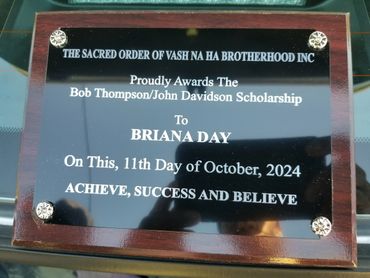 THE SACRED ORDER OF VASH NA HA BROTHERHOOD INC
Proudly Awards The
Bob Thompson/John Davidson Scholarship
To
BRIANA DAY
On This, 11th Day of October, 2024
ACHIEVE, SUCCESS AND BELIEVE